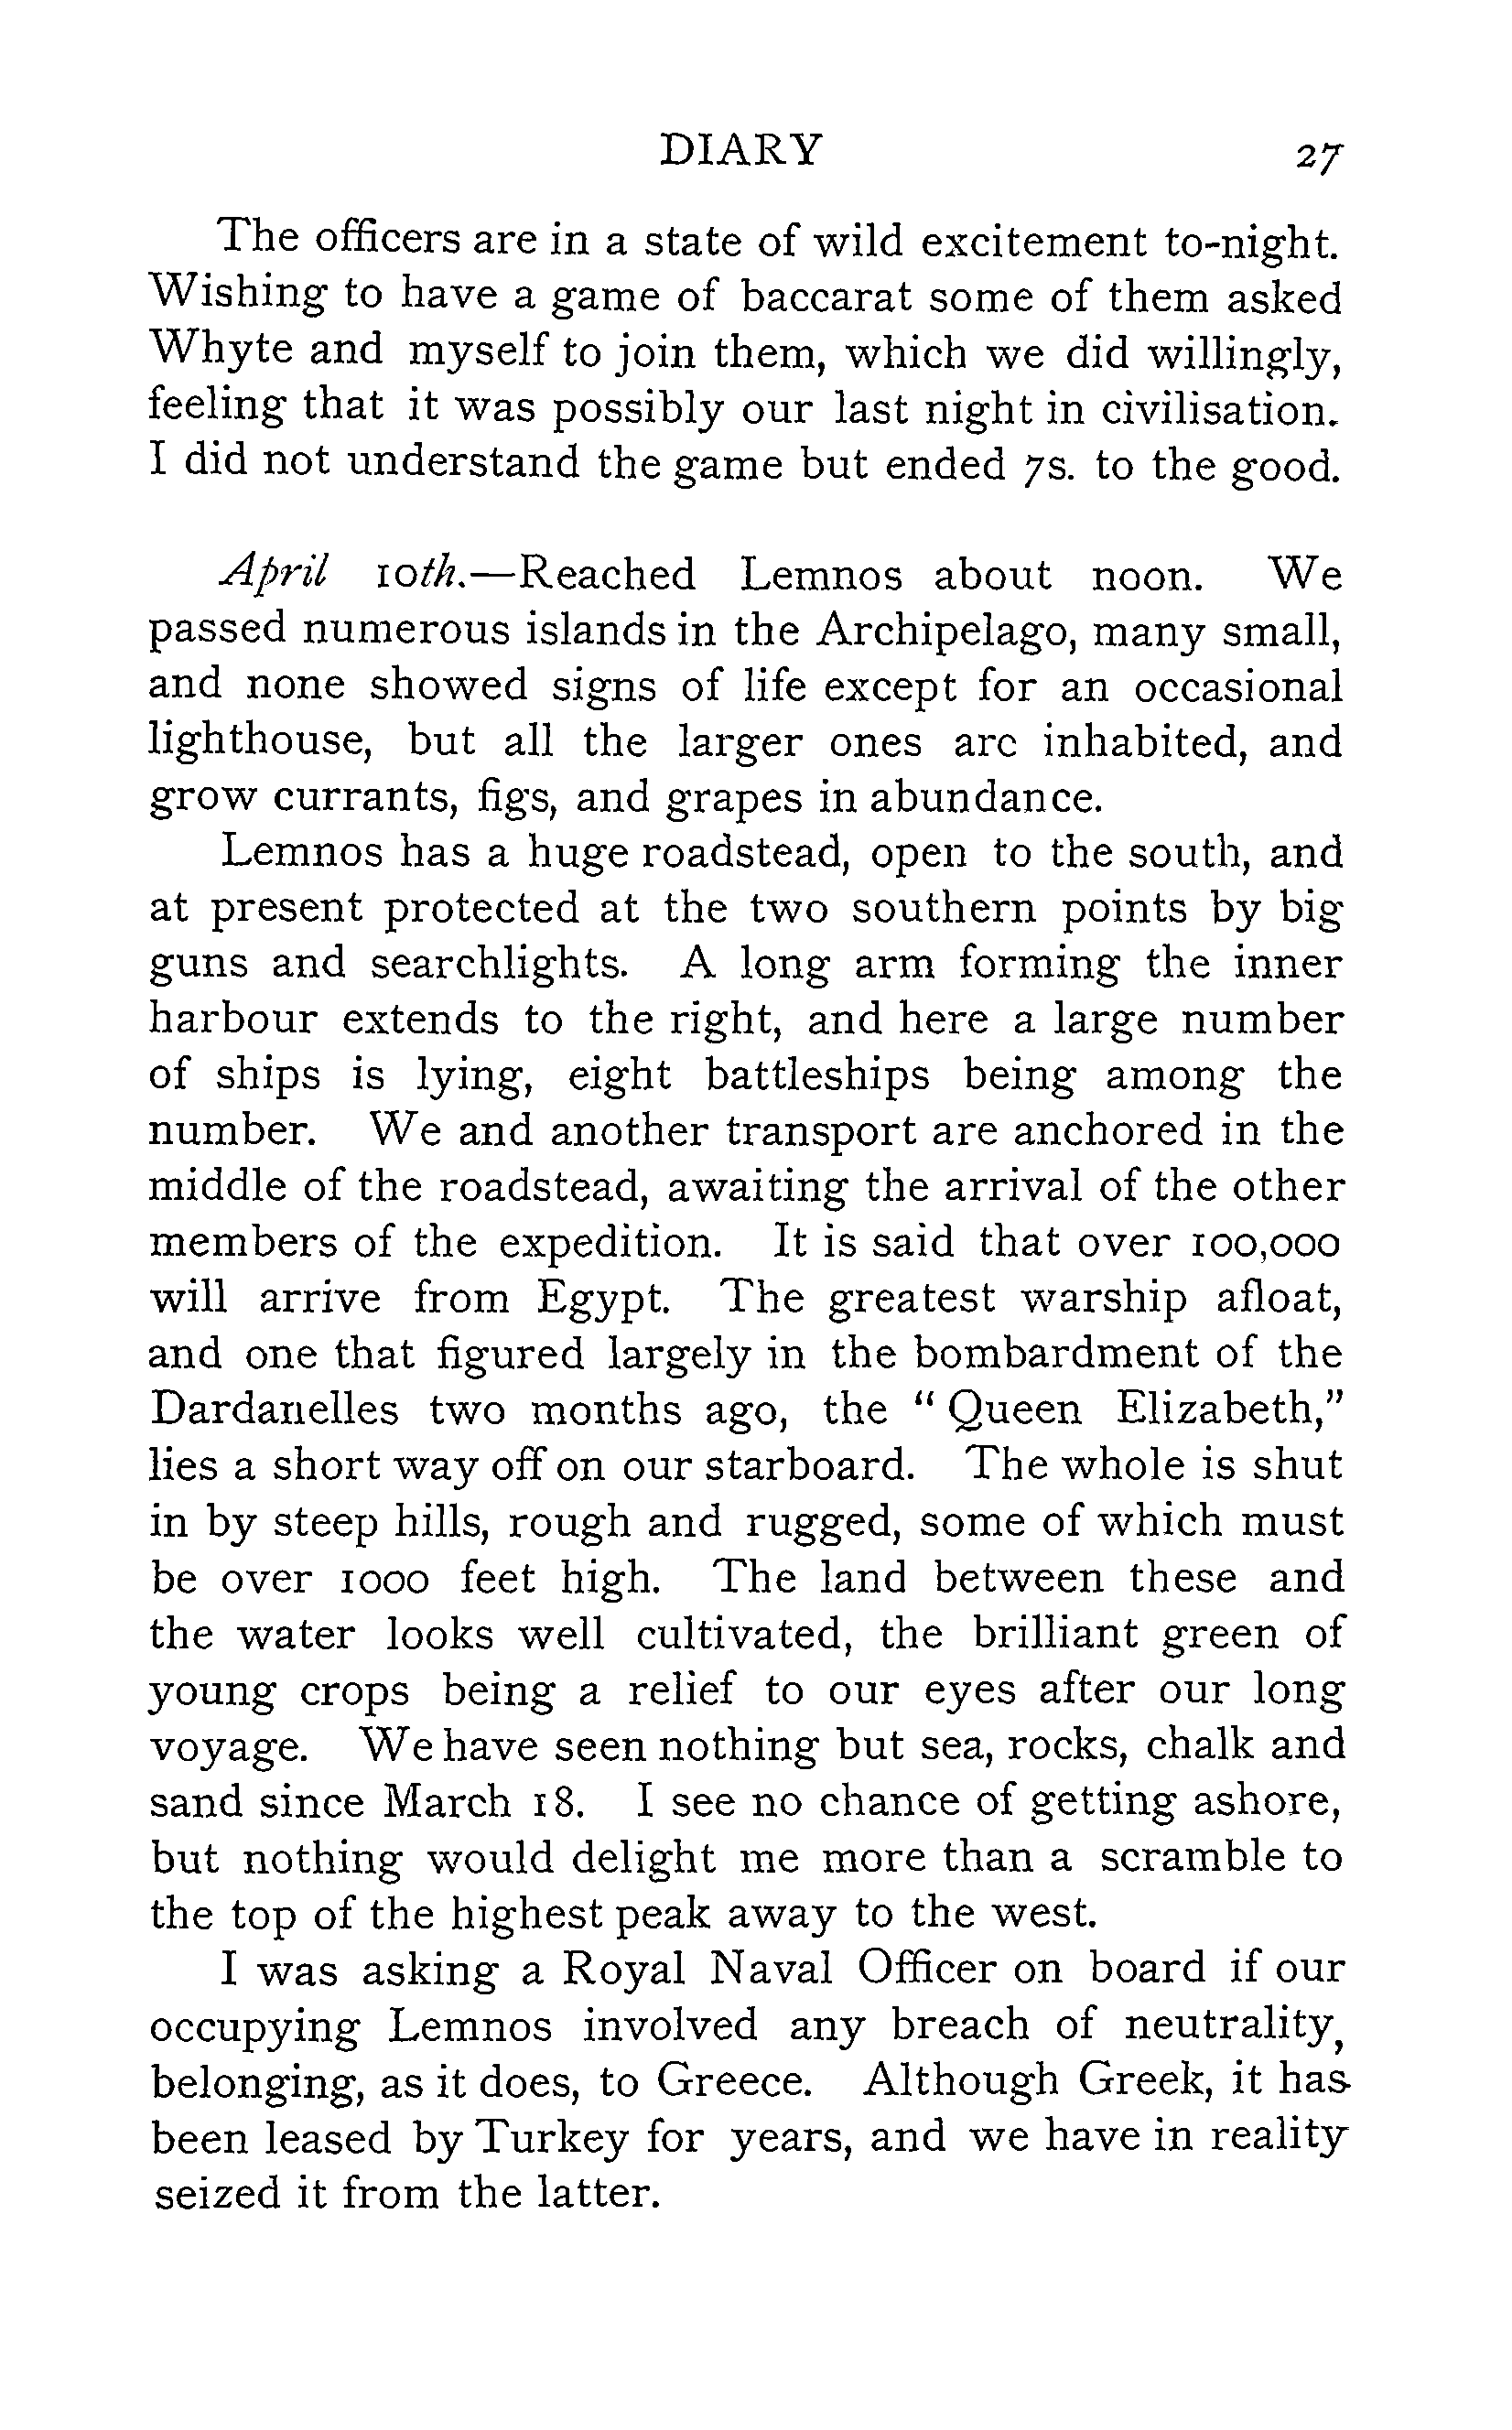 DIARY 27
The officers are in a state of wild excitement to-night.
Wishing to have a game of baccarat some of them asked
Whyte and myself to join them, which we did willingly,
feeling that it was possibly our last night in civilisation.
I did not understand the game but ended 7s. to the good.
April 10th.—Reached Lemnos about noon. We
passed numerous islands in the Archipelago, many small,
and none showed signs of life except for an occasional
lighthouse, but all the larger ones are inhabited, and
grow currants, figs, and grapes in abundance.
Lemnos has a huge roadstead, open to the south, and
at present protected at the two southern points by big
guns and searchlights. A long arm forming the inner
harbour extends to the right, and here a large number
of ships is lying, eight battleships being among the
number. We and another transport are anchored in the
middle of the roadstead, awaiting the arrival of the other
members of the expedition. It is said that over 100,000
will arrive from Egypt. The greatest warship afloat,
and one that figured largely in the bombardment of the
Dardanelles two months ago, the “ Queen Elizabeth,”
lies a short way off on our starboard. The whole is shut
in by steep hills, rough and rugged, some of which must
be over 1000 feet high. The land between these and
the water looks well cultivated, the brilliant green of
young crops being a relief to our eyes after our long
voyage. We have seen nothing but sea, rocks, chalk and
sand since March 18. I see no chance of getting ashore,
but nothing would delight me more than a scramble to
the top of the highest peak away to the west.
I was asking a Royal Naval Officer on board if our
occupying Lemnos involved any breach of neutrality,
belonging, as it does, to Greece. Although Greek, it has
been leased by Turkey for years, and we have in reality
seized it from the latter.